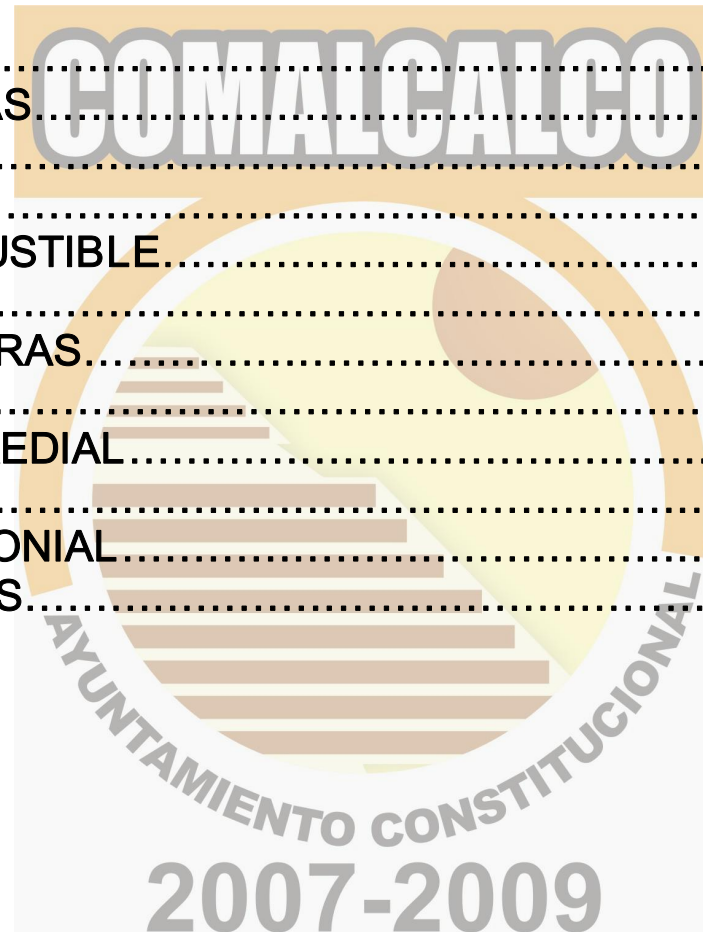 COMALCALCO
..........
AS..........
..........
..........
USTIBLE..........
..........
RAS..........
..........
EDIAL..........
..........
ONIAL..........
S..........
AYUNTAMIENTO CONSTITUCIONAL
2007-2009